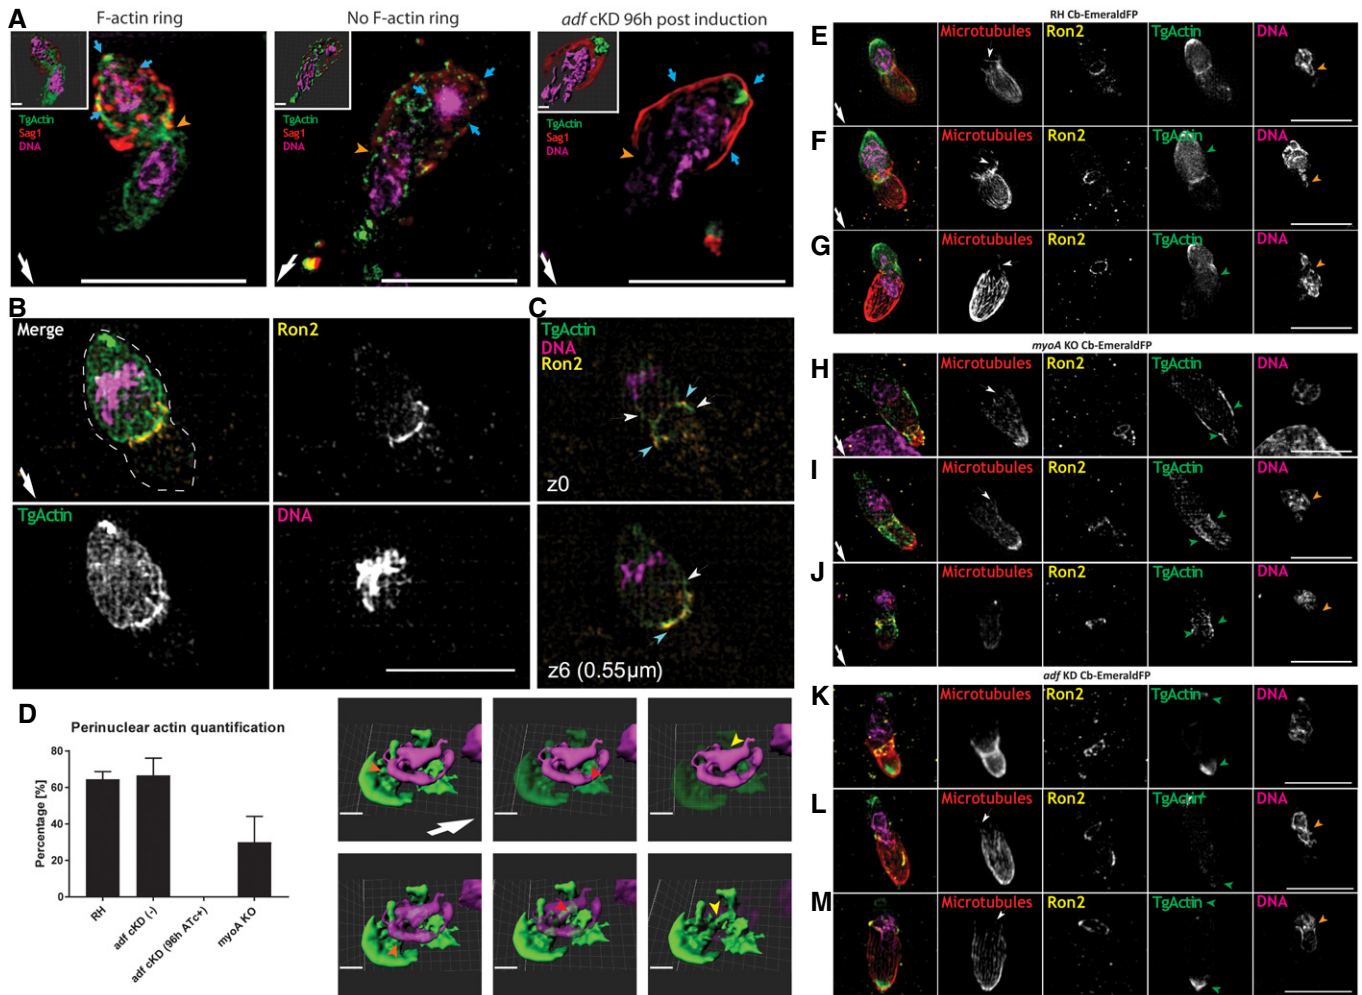 A
F-actin ring
No F-actin ring
adf cKD 96h post induction
TgActin
Sag1
DNA
TgActin
Sag1
DNA
TgActin
Sag1
DNA
B
Merge
Ron2
TgActin
DNA
C
TgActin
DNA
Ron2
z0
z6 (0.55µm)
D
Perinuclear actin quantification
Percentage [%]
80
60
40
20
0
RH
adf cKD (-)
adf cKD (96h ATc+)
myoA KO
RH Cb-EmeraldFP
E
Microtubules
Ron2
TgActin
DNA
F
Microtubules
Ron2
TgActin
DNA
G
Microtubules
Ron2
TgActin
DNA
myoA KO Cb-EmeraldFP
H
Microtubules
Ron2
TgActin
DNA
I
Microtubules
Ron2
TgActin
DNA
J
Microtubules
Ron2
TgActin
DNA
adf KD Cb-EmeraldFP
K
Microtubules
Ron2
TgActin
DNA
L
Microtubules
Ron2
TgActin
DNA
M
Microtubules
Ron2
TgActin
DNA